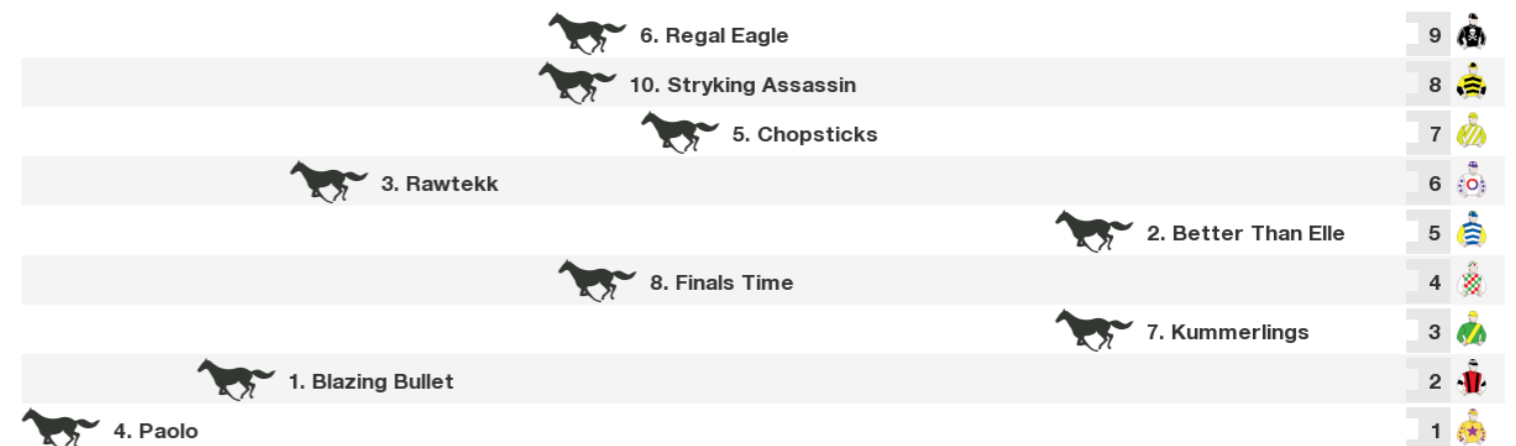 6. Regal Eagle 9
10. Stryking Assassin 8
5. Chopsticks 7
3. Rawtekk 6
2. Better Than Elle 5
8. Finals Time 4
7. Kummerlings 3
1. Blazing Bullet 2
4. Paolo 1